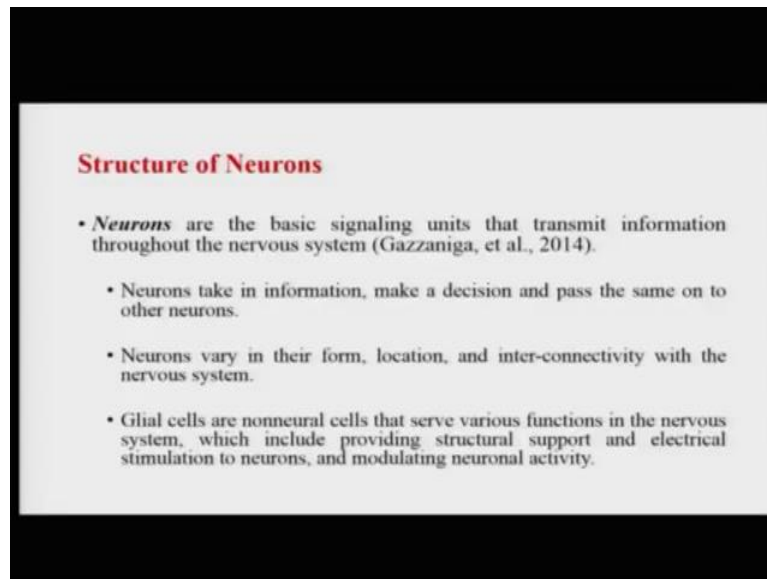 Structure of Neurons
• Neurons are the basic signaling units that transmit information
throughout the nervous system (Gazzaniga, et al., 2014).
• Neurons take in information, make a decision and pass the same on to
other neurons.
• Neurons vary in their form, location, and inter-connectivity with the
nervous system.
• Glial cells are nonneural cells that serve various functions in the nervous
system, which include providing structural support and electrical
stimulation to neurons, and modulating neuronal activity.